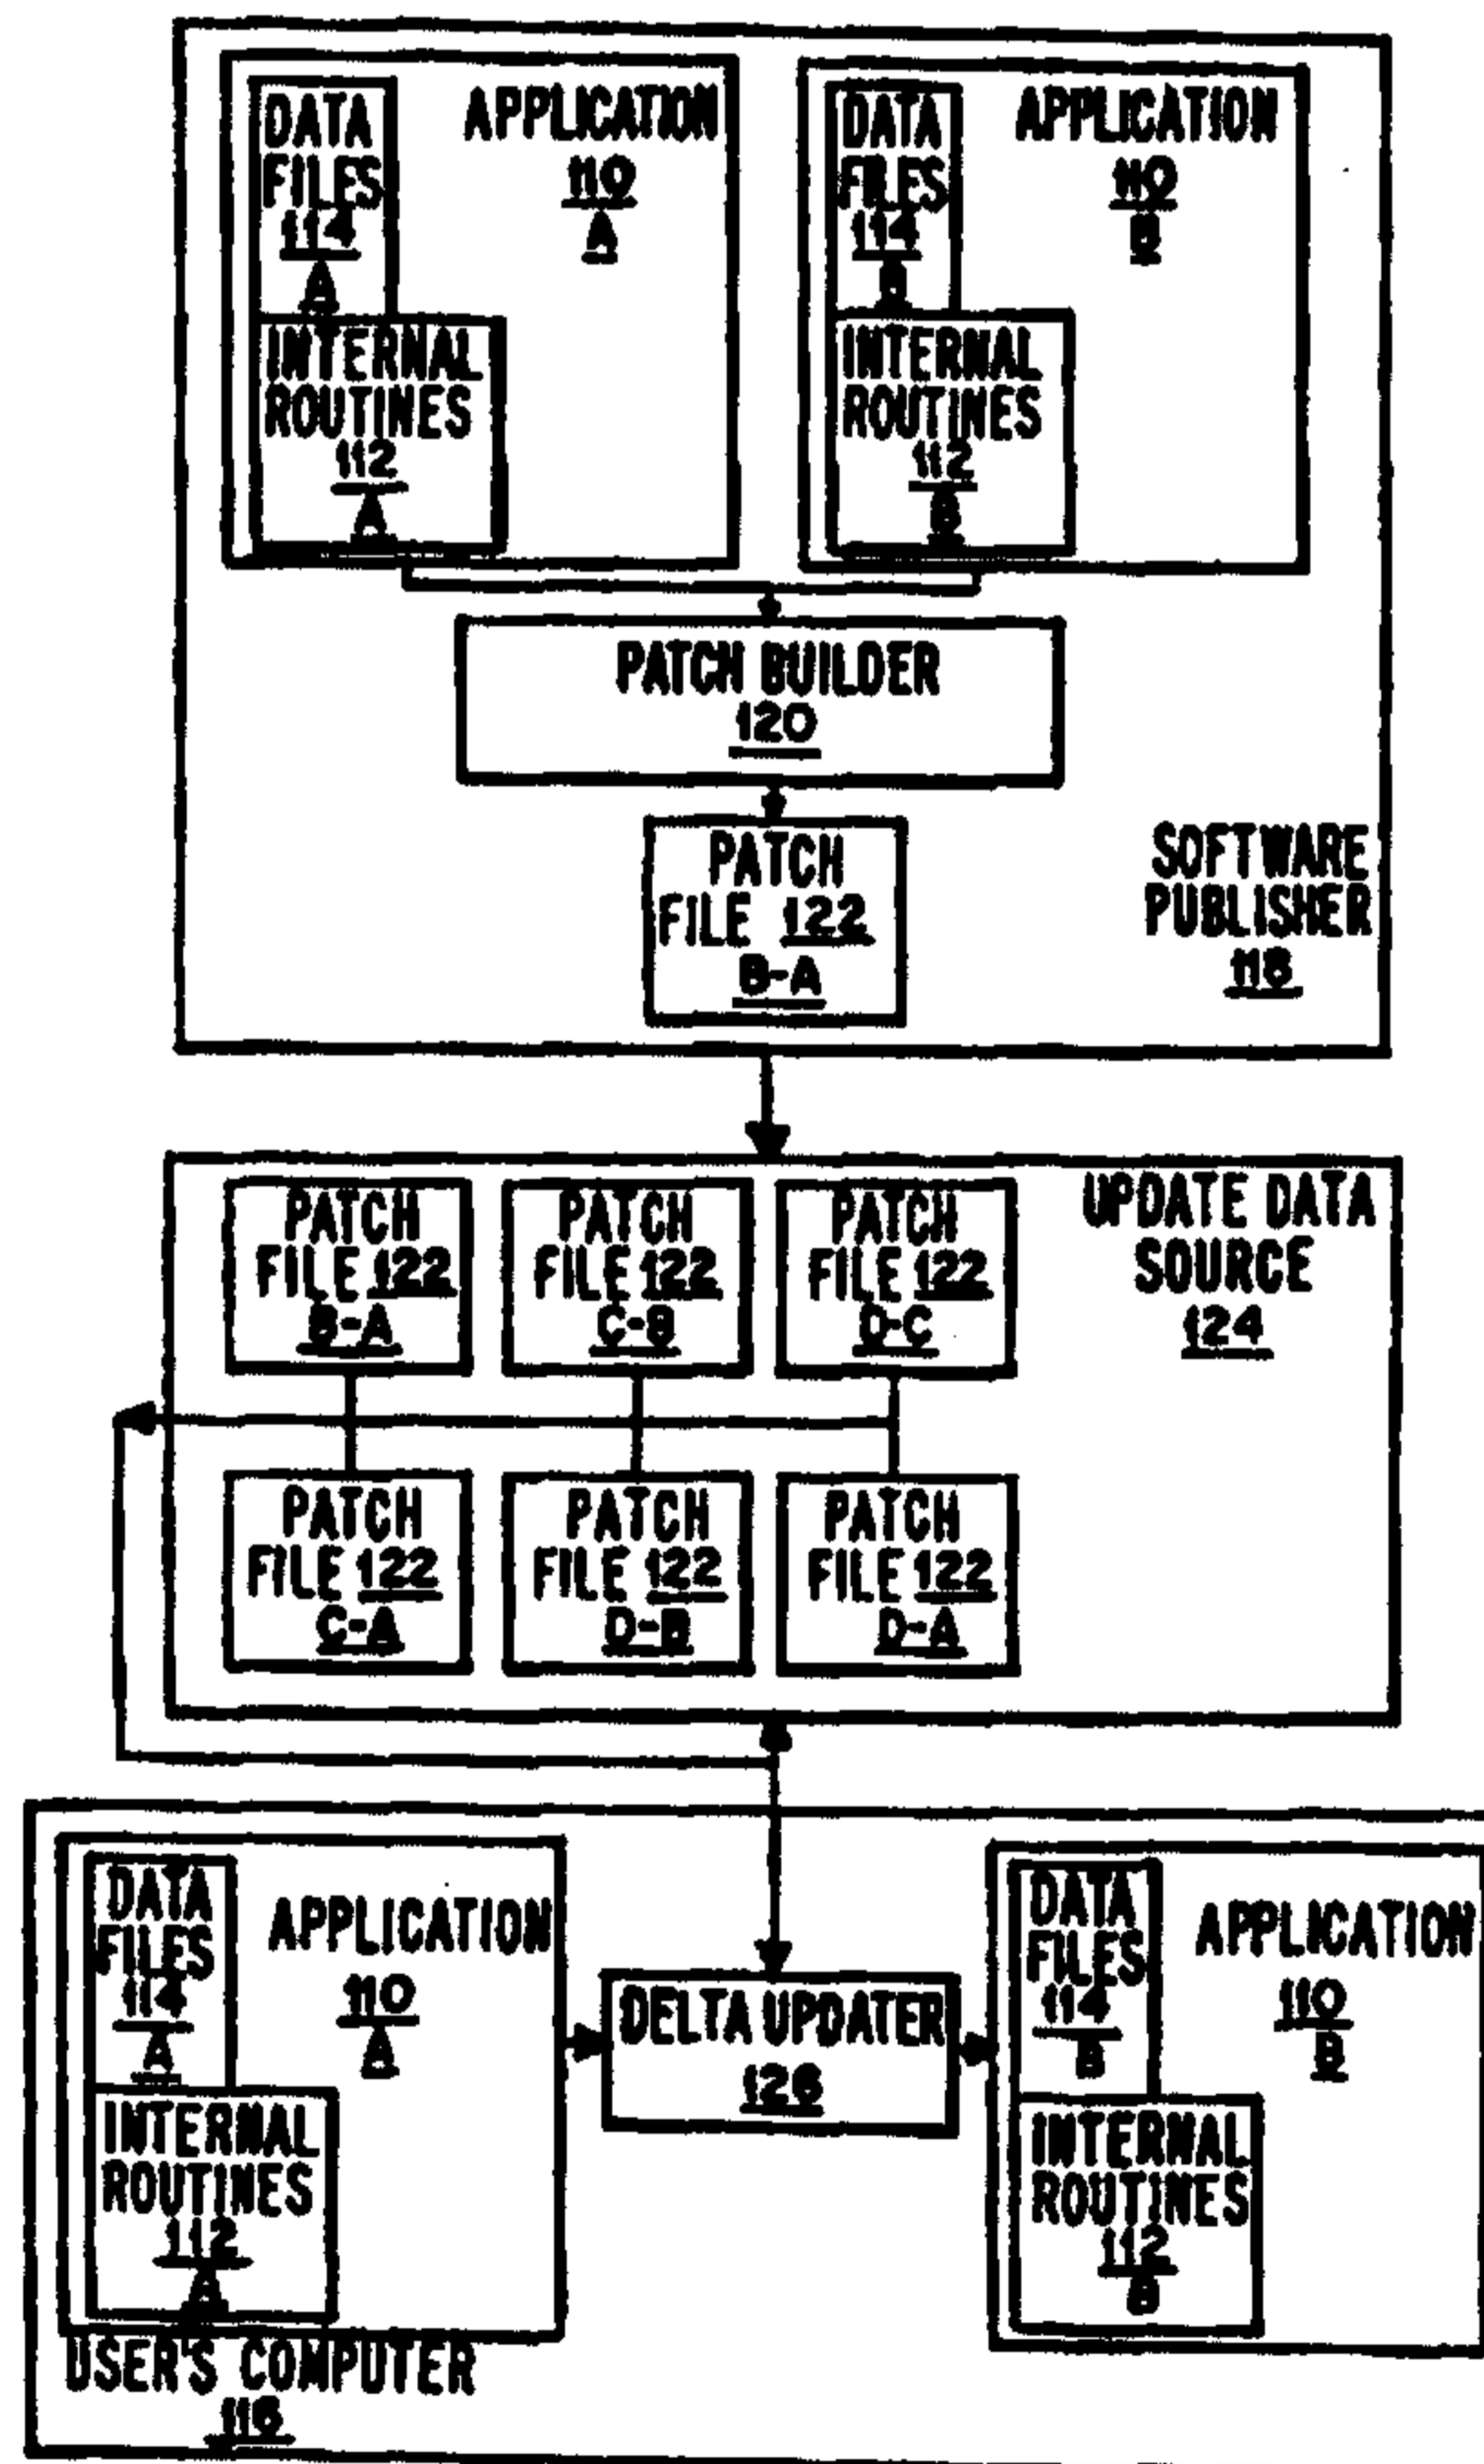 DATA
FILES
114
A
APPLICATION
110
A
INTERNAL
ROUTINES
112
A
DATA
FILES
114
B
APPLICATION
110
B
INTERNAL
ROUTINES
112
B
PATCH BUILDER
120
PATCH
FILE 122
B-A
SOFTWARE
PUBLISHER
118
UPDATE DATA
SOURCE
124
PATCH
FILE 122
B-A
PATCH
FILE 122
C-B
PATCH
FILE 122
D-C
PATCH
FILE 122
C-A
PATCH
FILE 122
D-B
PATCH
FILE 122
D-A
DATA
FILES
114
A
APPLICATION
110
A
INTERNAL
ROUTINES
112
A
DELTA UPDATER
126
DATA
FILES
114
B
APPLICATION
110
B
INTERNAL
ROUTINES
112
B
USER'S COMPUTER
116